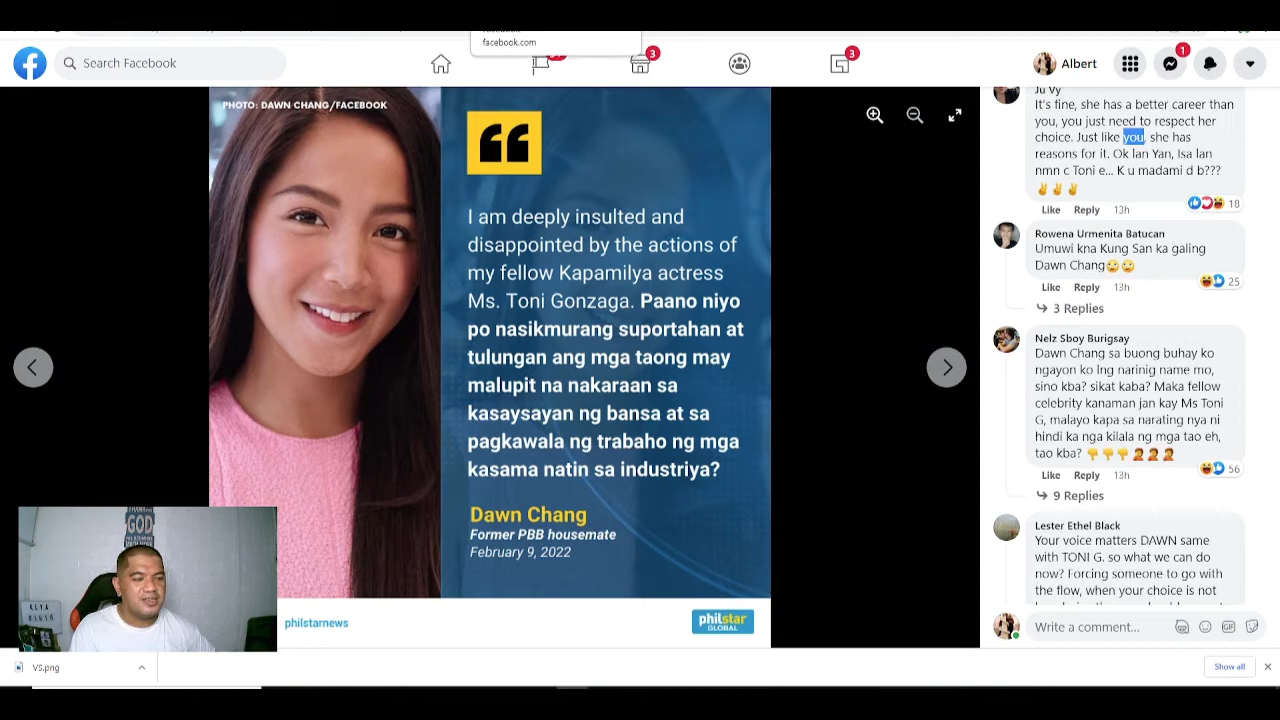 facebook.com
Search Facebook
3
3
Albert
1
PHOTO: DAWN CHANG/FACEBOOK
I am deeply insulted and
disappointed by the actions of
my fellow Kapamilya actress
Ms. Toni Gonzaga. Paano niyo
po nasikmurang suportahan at
tulungan ang mga taong may
malupit na nakaraan sa
kasaysayan ng bansa at sa
pagkawala ng trabaho ng mga
kasama natin sa industriya?
Dawn Chang
Former PBB housemate
February 9, 2022
philstarnews
philstar
GLOBAL
GOD
Ju Vy
It's fine, she has a better career than
you, you just need to respect her
choice. Just like you, she has
reasons for it. Ok lan Yan, Isa lan
nmn c Toni e... K u madami d b???
✌✌✌
Like Reply 13h
18
Rowena Urmenita Batucan
Umuwi kna Kung San ka galing
Dawn Chang🙄🙄
Like Reply 13h
25
3 Replies
Nelz Sboy Burigsay
Dawn Chang sa buong buhay ko
ngayon ko lng narinig name mo,
sino kba? sikat kaba? Maka fellow
celebrity kanaman jan kay Ms Toni
G, malayo kapa sa narating nya ni
hindi ka nga kilala ng mga tao eh,
tao kba? 👎👎👎🤦🤦🤦
Like Reply 13h
56
9 Replies
Lester Ethel Black
Your voice matters DAWN same
with TONI G. so what we can do
now? Forcing someone to go with
the flow, when your choice is not
Write a comment...
VS.png
Show all